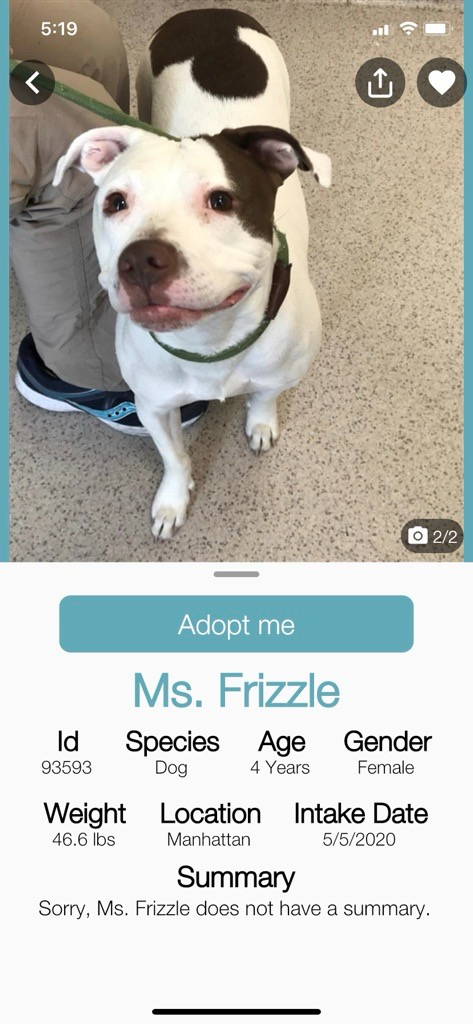 5:19
2/2
Adopt me
Ms. Frizzle
Id Species Age Gender
93593 Dog 4 Years Female
Weight Location Intake Date
46.6 lbs Manhattan 5/5/2020
Summary
Sorry, Ms. Frizzle does not have a summary.